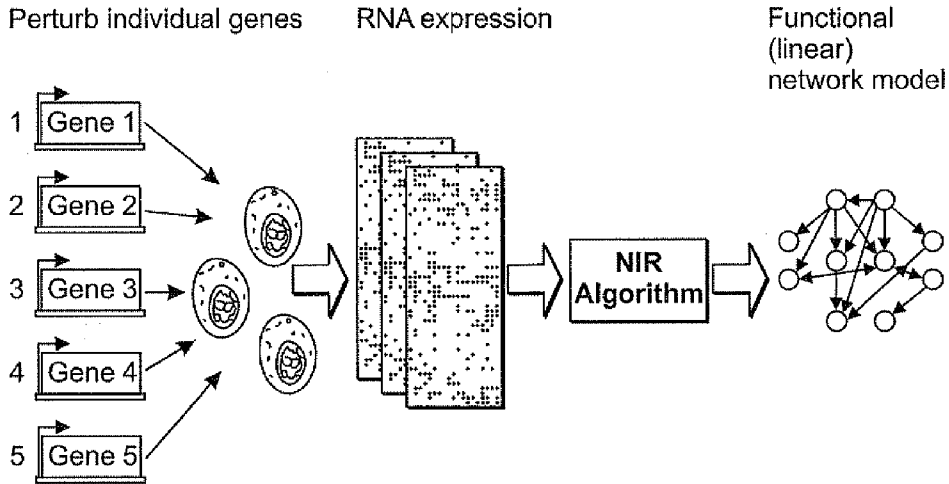 Perturb individual genes
RNA expression
Functional
(linear)
network model
1 Gene 1
2 Gene 2
3 Gene 3
4 Gene 4
5 Gene 5
NIR
Algorithm